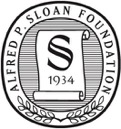 ALFRED P. SLOAN FOUNDATION
S
1934